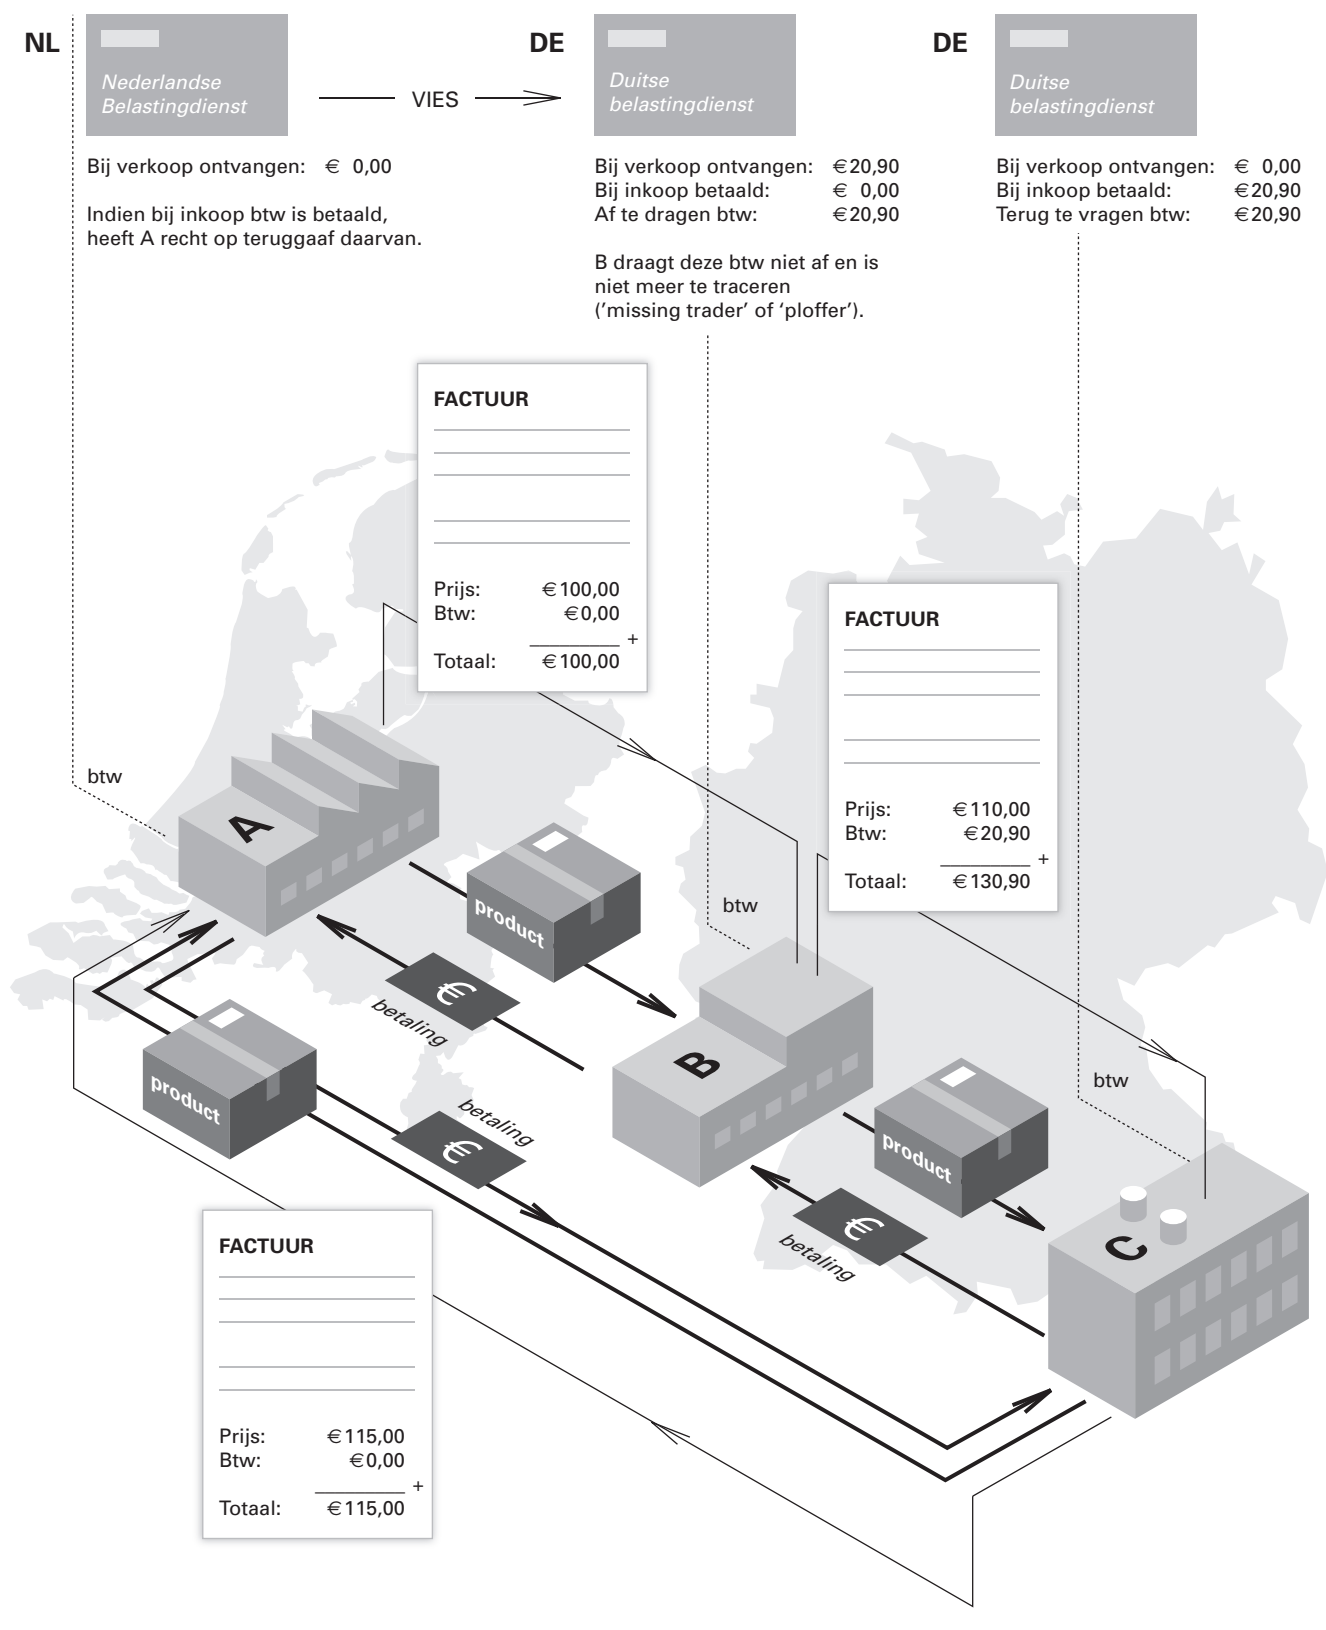 NL
Nederlandse
Belastingdienst
VIES
DE
Duitse
belastingdienst
DE
Duitse
belastingdienst
Bij verkoop ontvangen: € 0,00
Indien bij inkoop btw is betaald,
heeft A recht op teruggaaf daarvan.
Bij verkoop ontvangen: €20,90
Bij inkoop betaald: € 0,00
Af te dragen btw: €20,90
B draagt deze btw niet af en is
niet meer te traceren
('missing trader' of 'ploffer').
Bij verkoop ontvangen: € 0,00
Bij inkoop betaald: €20,90
Terug te vragen btw: €20,90
FACTUUR
Prijs: €100,00
Btw: €0,00
+
Totaal: €100,00
FACTUUR
Prijs: €110,00
Btw: €20,90
+
Totaal: €130,90
btw
A
product
btw
€
betaling
B
product
btw
product
€
betaling
€
betaling
C
FACTUUR
Prijs: €115,00
Btw: €0,00
+
Totaal: €115,00